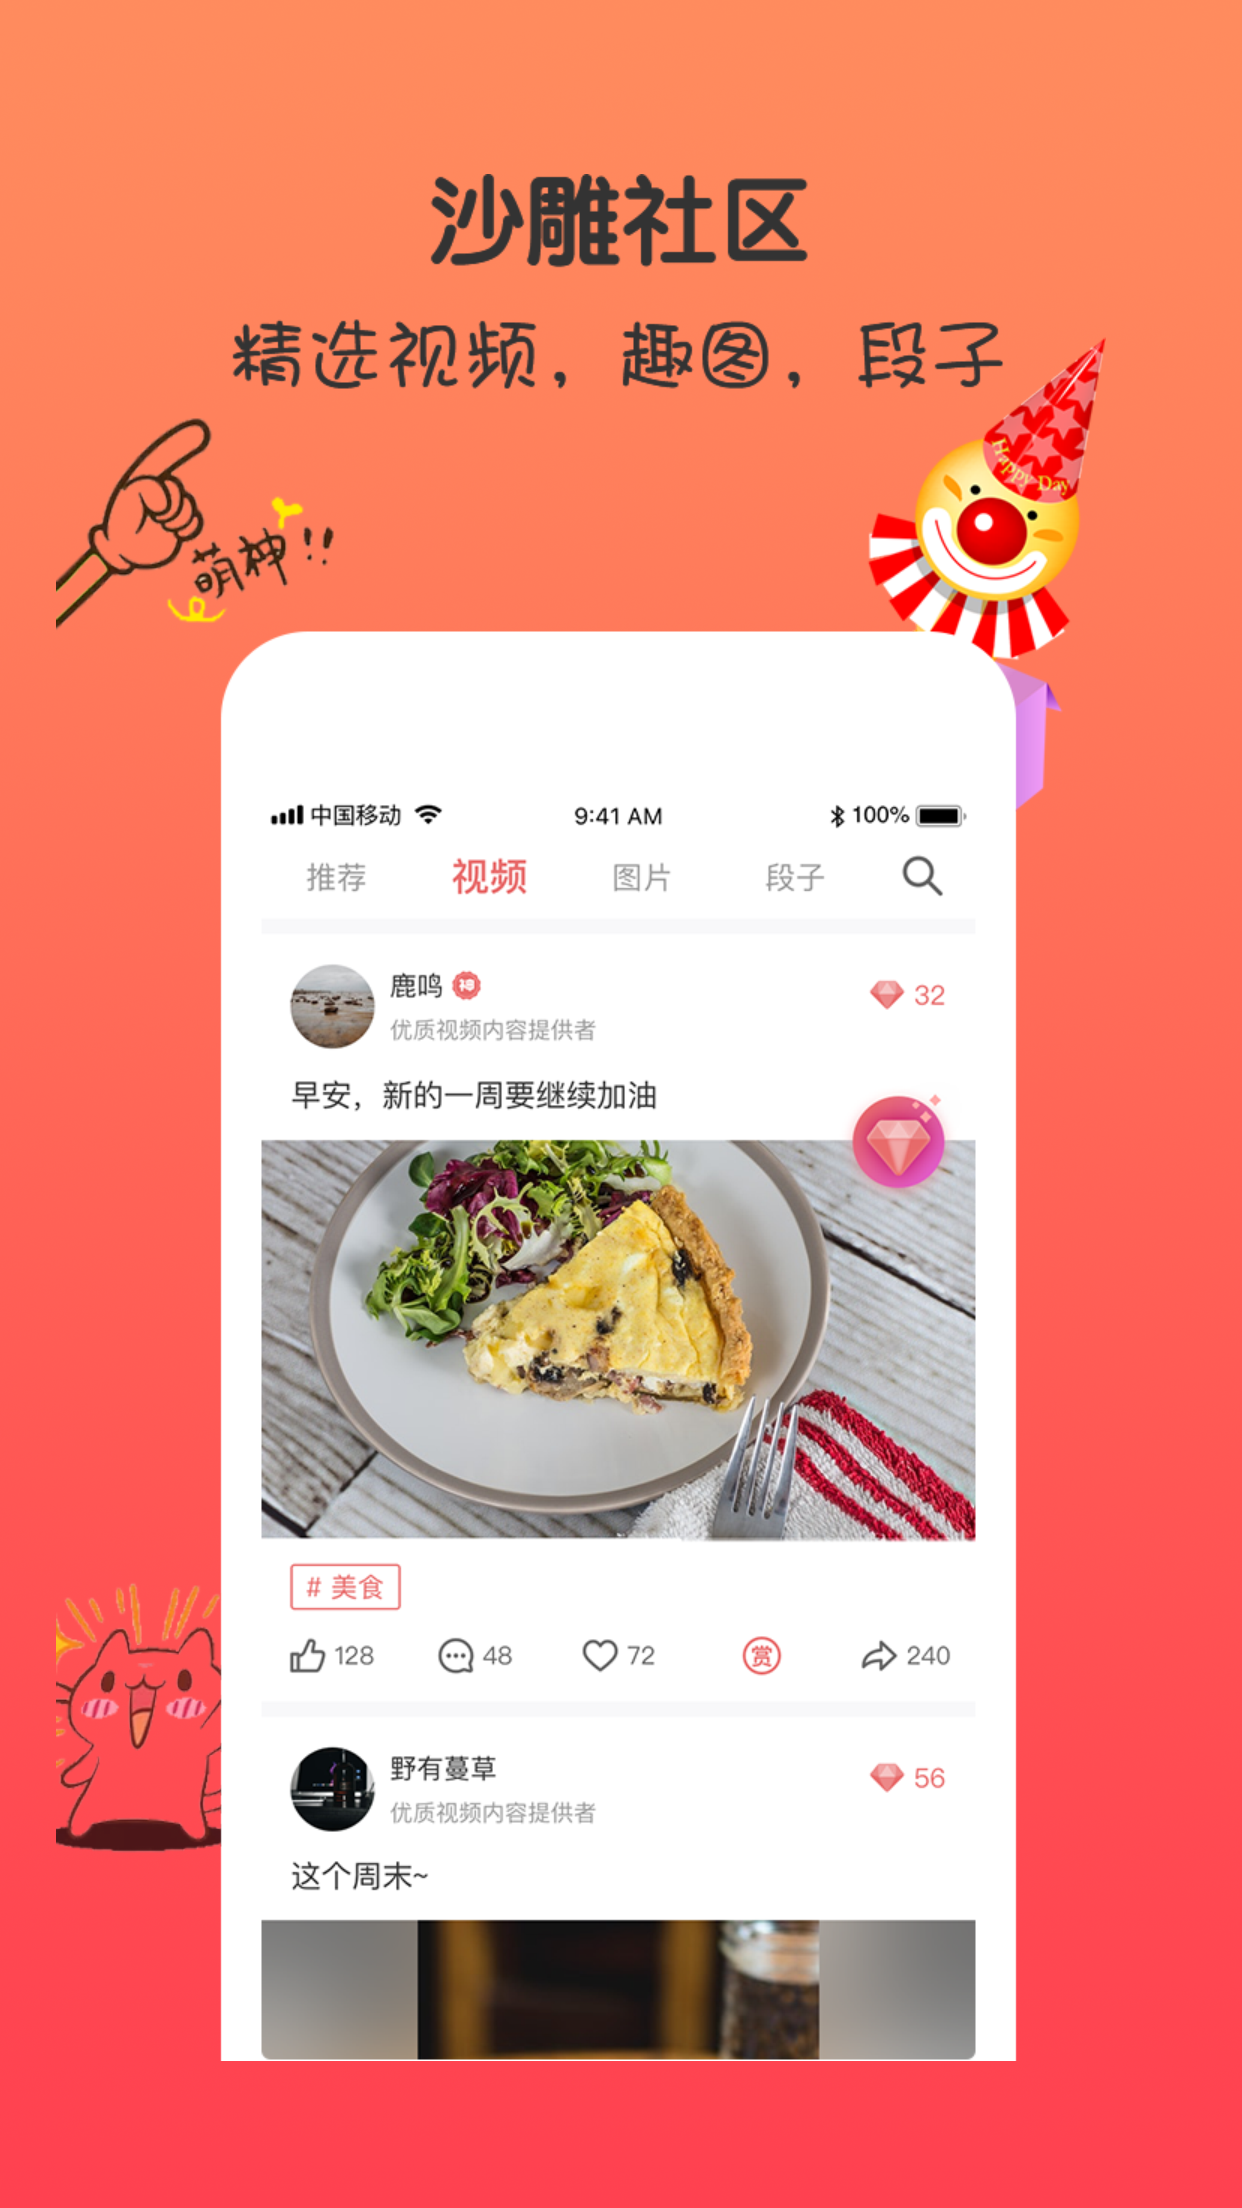 沙雕社区
精选视频，趣图，段子
Happy Day
萌神!!
中国移动 9:41 AM 100%
推荐 视频 图片 段子
鹿鸣 神 32
优质视频内容提供者
早安，新的一周要继续加油
# 美食
128 48 72 赏 240
野有蔓草 56
优质视频内容提供者
这个周末~